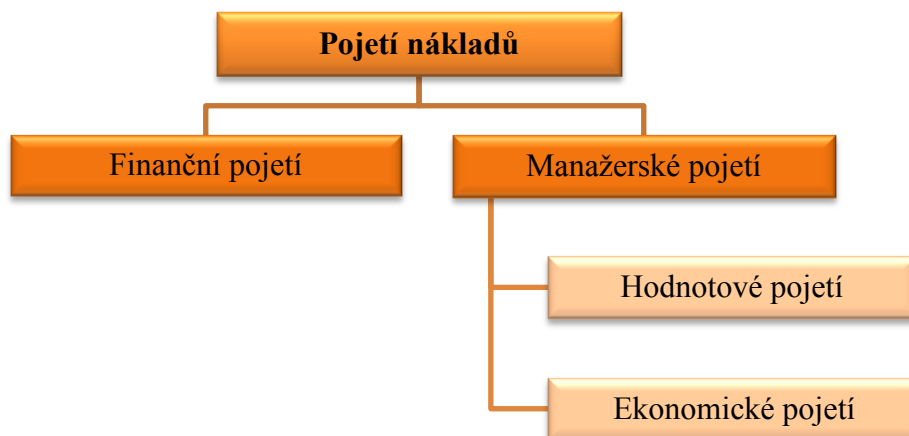 Pojetí nákladů
Finanční pojetí
Manažerské pojetí
Hodnotové pojetí
Ekonomické pojetí